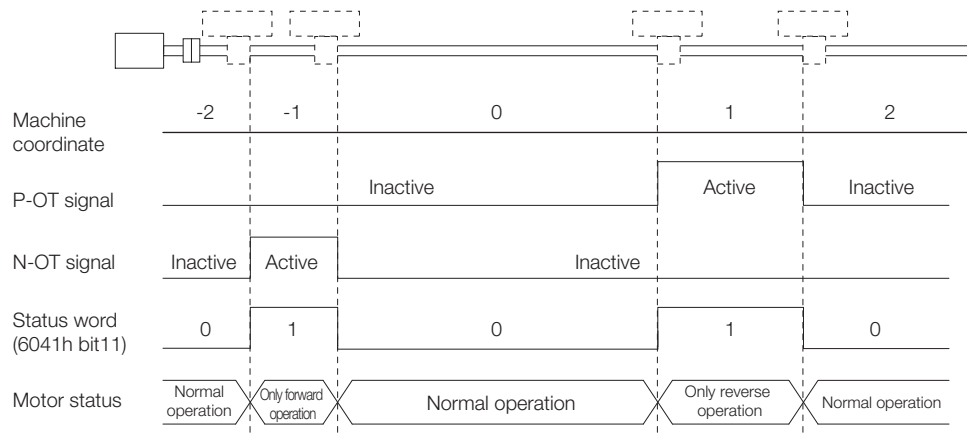 Machine
coordinate
-2 -1 0 1 2
P-OT signal
Inactive Active Inactive
N-OT signal
Inactive Active Inactive
Status word
(6041h bit11)
0 1 0 1 0
Motor status
Normal
operation
Only forward
operation
Normal operation
Only reverse
operation
Normal operation